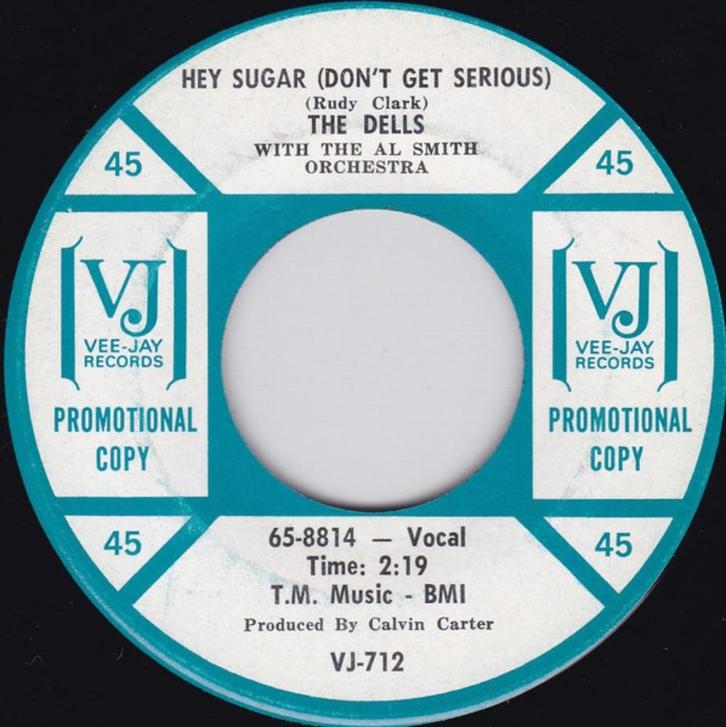 HEY SUGAR (DON'T GET SERIOUS)
(Rudy Clark)
THE DELLS
WITH THE AL SMITH
ORCHESTRA
45
45
VJ
VEE-JAY
RECORDS
PROMOTIONAL
COPY
VJ
VEE-JAY
RECORDS
PROMOTIONAL
COPY
45
45
65-8814 — Vocal
Time: 2:19
T.M. Music - BMI
Produced By Calvin Carter
VJ-712